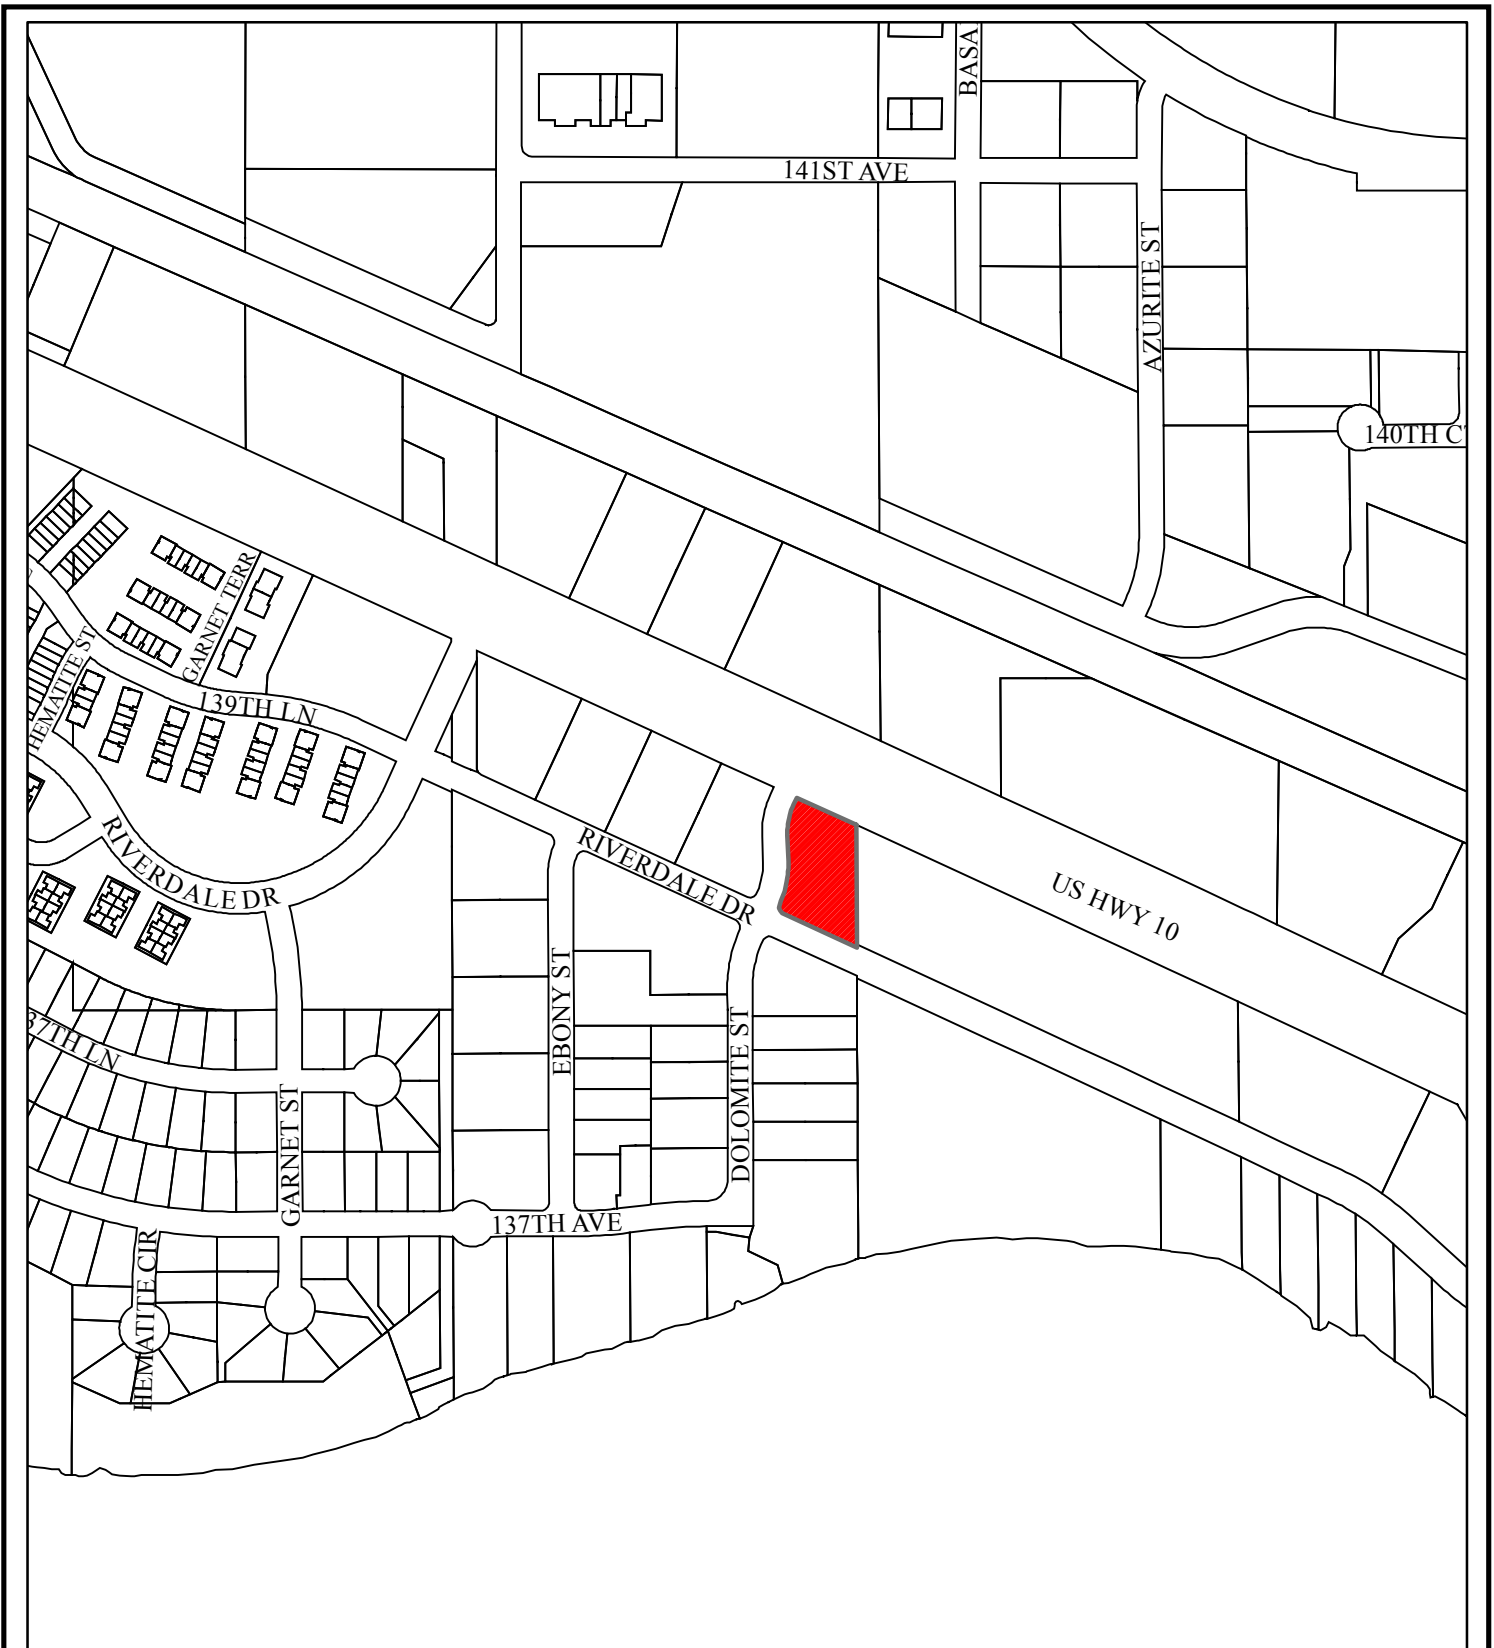 BASA
141ST AVE
AZURITE ST
140TH C
GARNET TERR
HEMATITE ST
139TH LN
RIVERDALE DR
RIVERDALE DR
US HWY 10
EBONY ST
DOLOMITE ST
37TH LN
GARNET ST
137TH AVE
HEMATITE CIR